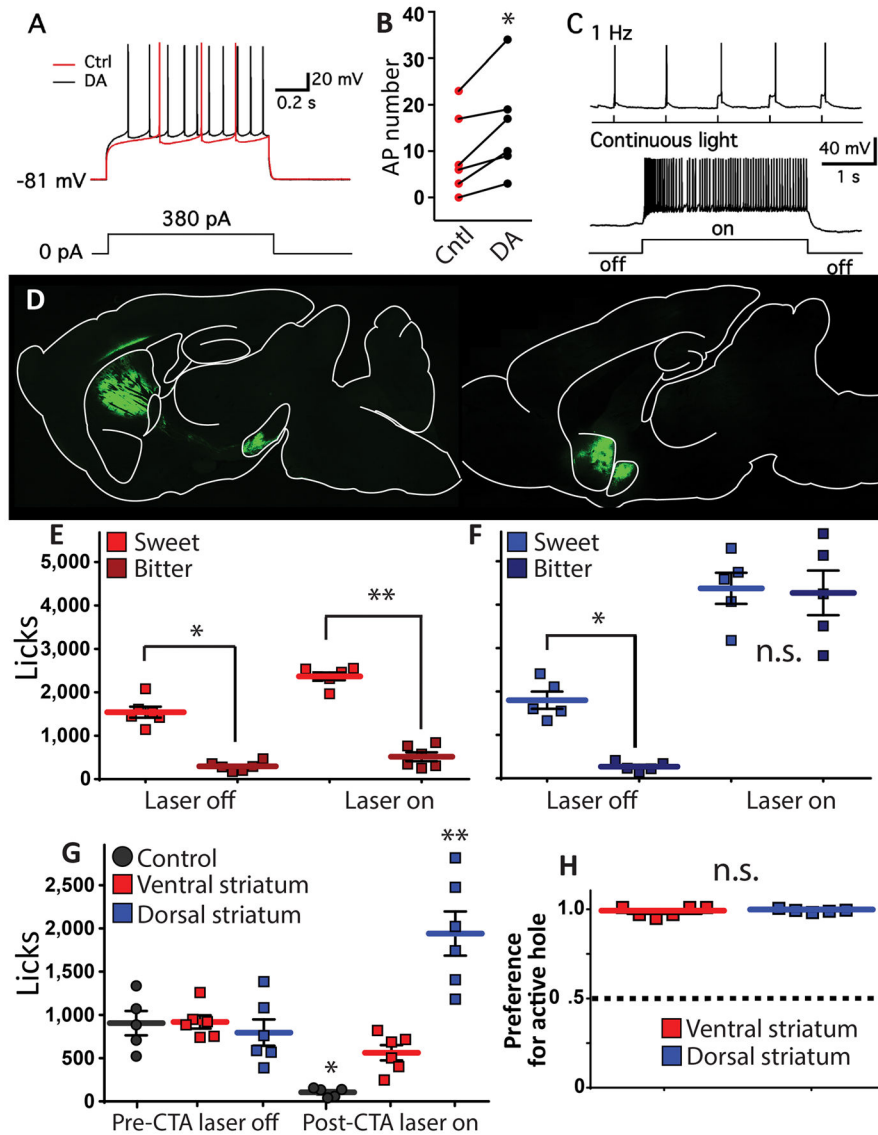 A
Ctrl
DA
20 mV
0.2 s
-81 mV
380 pA
0 pA
B
*
AP number
40
30
20
10
0
Cntl
DA
C
1 Hz
Continuous light
40 mV
1 s
on
off
off
D
E
Sweet
Bitter
Licks
5,000
4,000
3,000
2,000
1,000
0
*
**
Laser off
Laser on
F
Sweet
Bitter
*
n.s.
Laser off
Laser on
G
Control
Ventral striatum
Dorsal striatum
Licks
2,500
2,000
1,500
1,000
500
0
*
**
Pre-CTA laser off
Post-CTA laser on
H
n.s.
Preference
for active hole
1.0
0.5
0
Ventral striatum
Dorsal striatum